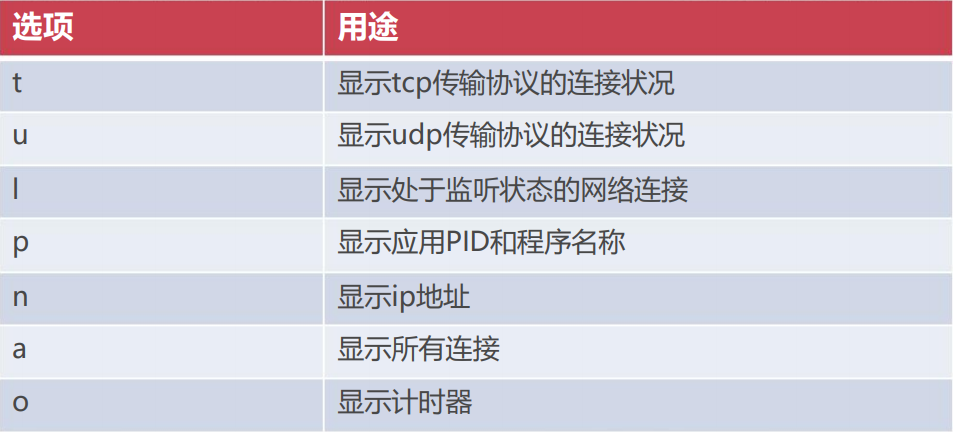 选项 用途
t 显示tcp传输协议的连接状况
u 显示udp传输协议的连接状况
l 显示处于监听状态的网络连接
p 显示应用PID和程序名称
n 显示ip地址
a 显示所有连接
o 显示计时器